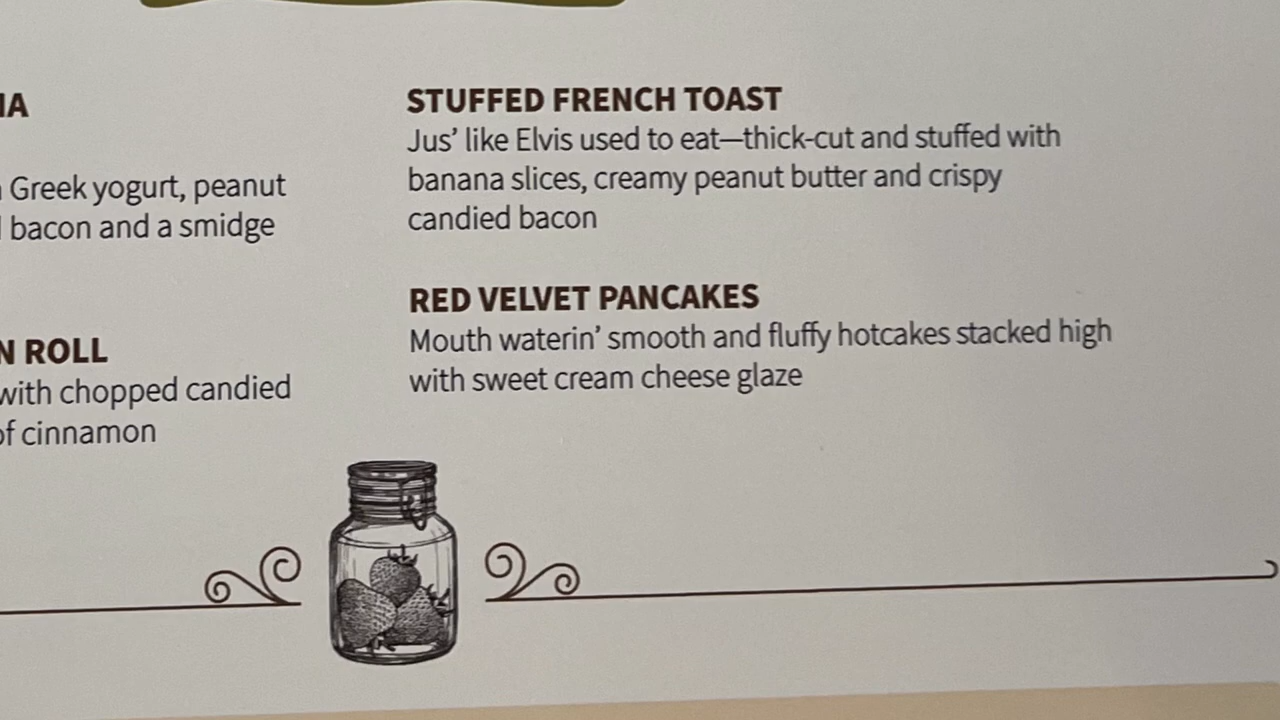 IA
Greek yogurt, peanut
bacon and a smidge
N ROLL
with chopped candied
of cinnamon
STUFFED FRENCH TOAST
Jus’ like Elvis used to eat—thick-cut and stuffed with
banana slices, creamy peanut butter and crispy
candied bacon
RED VELVET PANCAKES
Mouth waterin’ smooth and fluffy hotcakes stacked high
with sweet cream cheese glaze